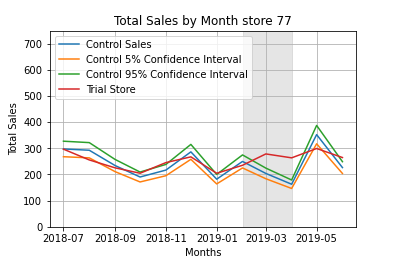 Total Sales by Month store 77
700
600
500
400
300
200
100
0
Total Sales
Control Sales
Control 5% Confidence Interval
Control 95% Confidence Interval
Trial Store
2018-07
2018-09
2018-11
2019-01
2019-03
2019-05
Months